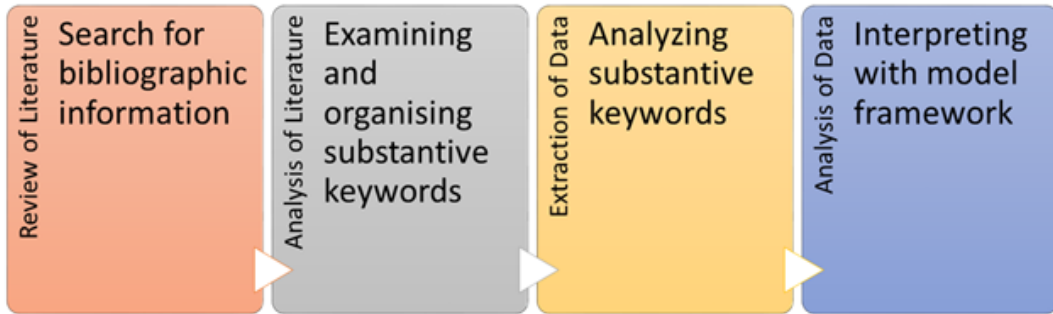 Review of Literature
Search for
bibliographic
information
Analysis of Literature
Examining
and
organising
substantive
keywords
Extraction of Data
Analyzing
substantive
keywords
Analysis of Data
Interpreting
with model
framework